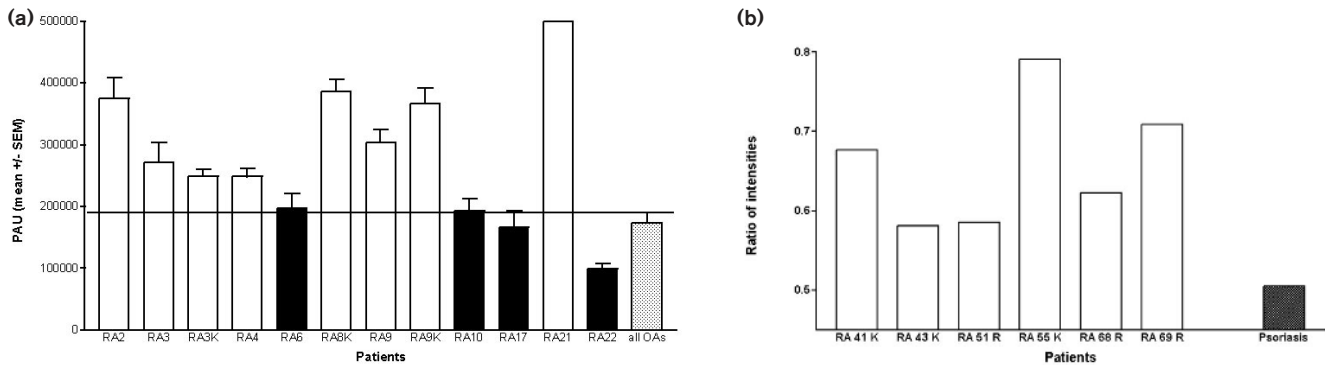 (a)
PAU (mean +/- SEM)
500000
400000
300000
200000
100000
0
RA2 RA3 RA3K RA4 RA6 RA8K RA9 RA9K RA10 RA17 RA21 RA22 all OAs
Patients
(b)
Ratio of intensities
0.8
0.7
0.6
0.5
RA 41 K RA 43 K RA 51 R RA 55 K RA 68 R RA 69 R Psoriasis
Patients